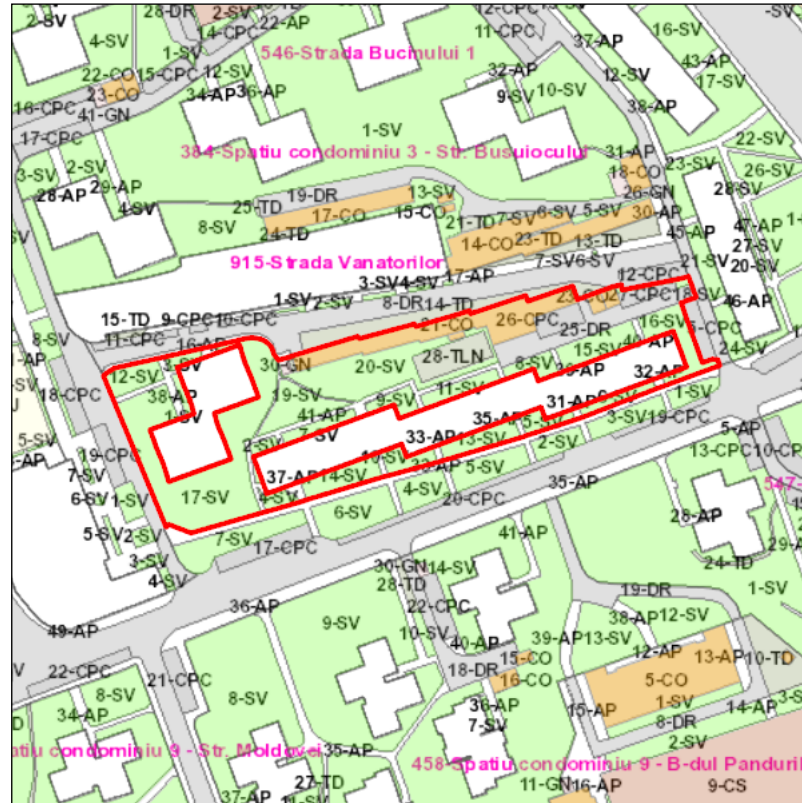 28-DR
2-SV
2-SV
14-CPC
4-SV
1-SV
12-CPC
11-CPC
37-AP
16-SV
546-Strada Bucinului 1
22-CO
15-CPC
12-SV
23-CO
34-AP
36-AP
32-AP
9-SV
10-SV
12-SV
43-AP
17-SV
16-CPC
41-GN
38-AP
17-CPC
1-SV
22-SV
384-Spatiu condominiu 3 - Str. Busuiocului
31-AP
3-SV
2-SV
18-CO
23-SV
26-SV
28-AP
29-AP
19-DR
13-SV
26-GN
28-SV
4-SV
25-TD
17-CO
15-CO
6-SV
5-SV
30-AP
8-SV
24-TD
21-TD
7-SV
47-AP
14-CO
23-TD
13-TD
45-AP
27-SV
915-Strada Vanatorilor
7-SV
6-SV
21-SV
20-SV
17-AP
12-CPC
3-SV
4-SV
1-SV
2-SV
8-DR
14-TD
23-CO
27-CPC
18-SV
46-AP
15-TD
9-CPC
10-CPC
21-CO
26-CPC
16-SV
5-CPC
11-CPC
16-AP
25-DR
8-SV
28-TLN
15-SV
40-AP
24-SV
3-SV
30-GN
20-SV
8-SV
39-AP
32-AP
12-SV
18-CPC
38-AP
19-SV
9-SV
11-SV
1-SV
1-SV
41-AP
35-AP
31-AP
3-SV
19-CPC
5-SV
7-SV
2-SV
33-AP
13-SV
5-SV
2-SV
5-AP
19-CPC
13-CPC
7-SV
37-AP
14-SV
5-SV
6-SV
1-SV
17-SV
4-SV
4-SV
20-CPC
35-AP
547-
5-SV
2-SV
6-SV
28-AP
3-SV
7-SV
17-CPC
41-AP
4-SV
30-GN
14-SV
24-TD
28-TD
19-DR
1-SV
36-AP
22-CPC
38-AP
12-SV
49-AP
9-SV
10-SV
40-AP
39-AP
13-SV
12-AP
13-AP
10-TD
22-CPC
21-CPC
18-DR
15-CO
5-CO
8-SV
8-SV
16-CO
1-SV
34-AP
36-AP
15-AP
14-AP
7-SV
8-DR
2-SV
atiu condominiu 9 - Str. Moldovei
35-AP
458-Spatiu condominiu 9 - B-dul Panduril
27-TD
11-GN
16-AP
9-CS
37-AP